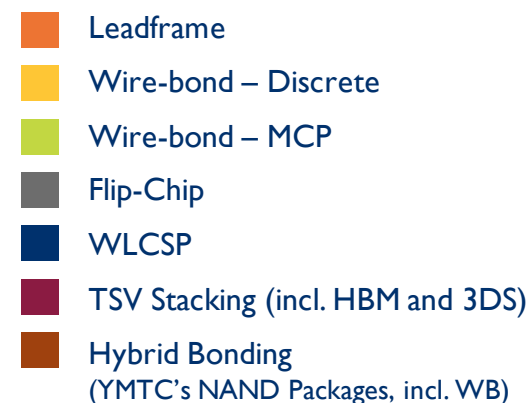 Leadframe
Wire-bond – Discrete
Wire-bond – MCP
Flip-Chip
WLCSP
TSV Stacking (incl. HBM and 3DS)
Hybrid Bonding
(YMTC's NAND Packages, incl. WB)